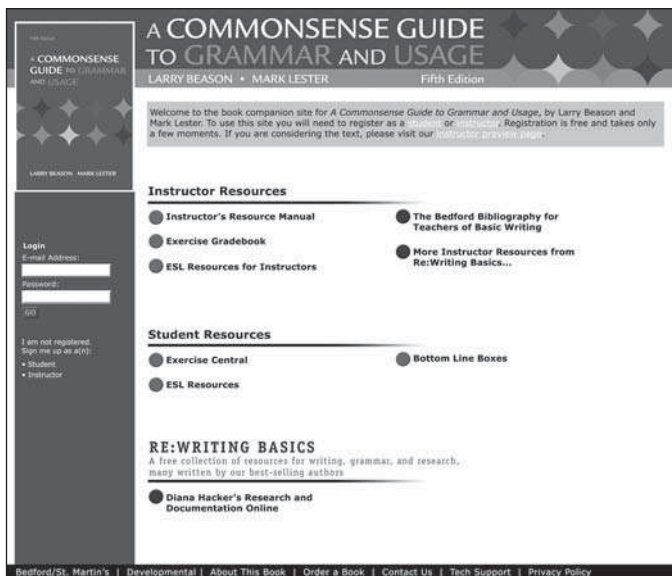 Fifth Edition
A COMMONSENSE
GUIDE TO GRAMMAR
AND USAGE
LARRY BEASON MARK LESTER
A COMMONSENSE GUIDE
TO GRAMMAR AND USAGE
LARRY BEASON • MARK LESTER Fifth Edition
Welcome to the book companion site for A Commonsense Guide to Grammar and Usage, by Larry Beason and
Mark Lester. To use this site you will need to register as a student or instructor. Registration is free and takes only
a few moments. If you are considering the text, please visit our instructor preview page.
Login
E-mail Address:
Password:
GO
I am not registered.
Sign me up as a(n):
• Student
• Instructor
Instructor Resources
Instructor's Resource Manual
Exercise Gradebook
ESL Resources for Instructors
The Bedford Bibliography for
Teachers of Basic Writing
More Instructor Resources from
Re:Writing Basics...
Student Resources
Exercise Central
ESL Resources
Bottom Line Boxes
RE:WRITING BASICS
A free collection of resources for writing, grammar, and research,
many written by our best-selling authors
Diana Hacker's Research and
Documentation Online
Bedford/St. Martin's | Developmental | About This Book | Order a Book | Contact Us | Tech Support | Privacy Policy